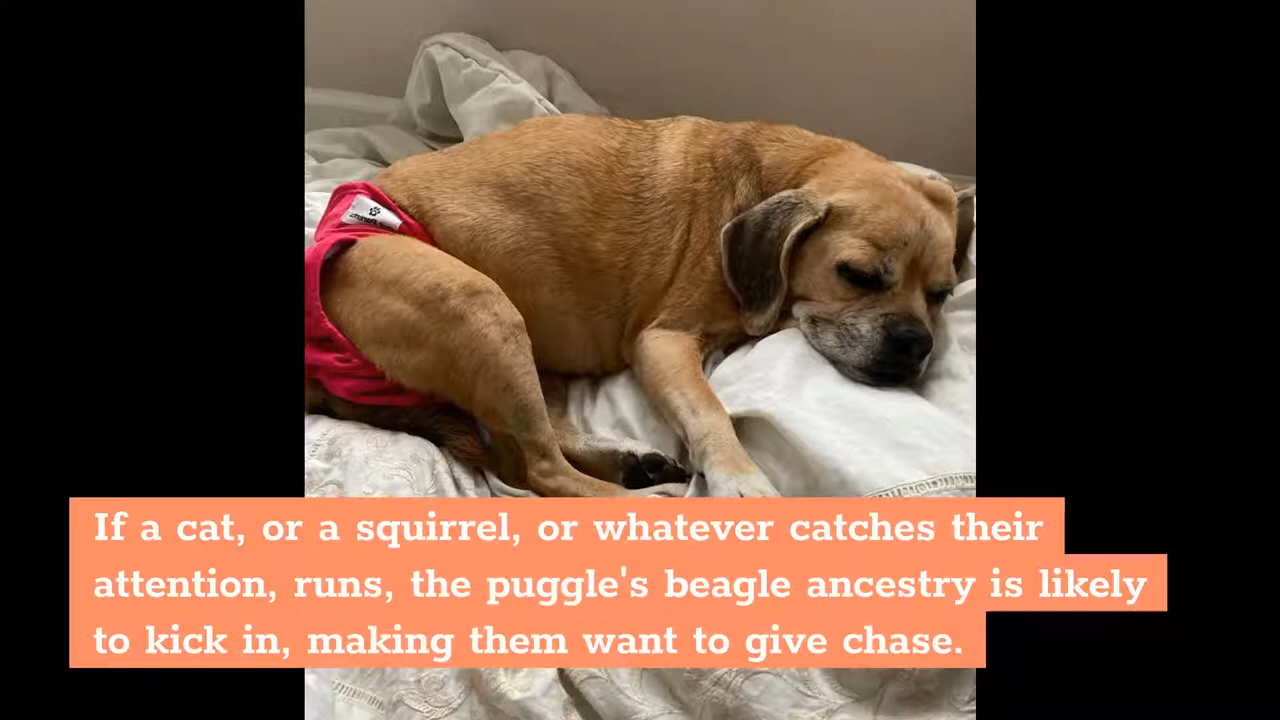 If a cat, or a squirrel, or whatever catches their
attention, runs, the puggle's beagle ancestry is likely
to kick in, making them want to give chase.